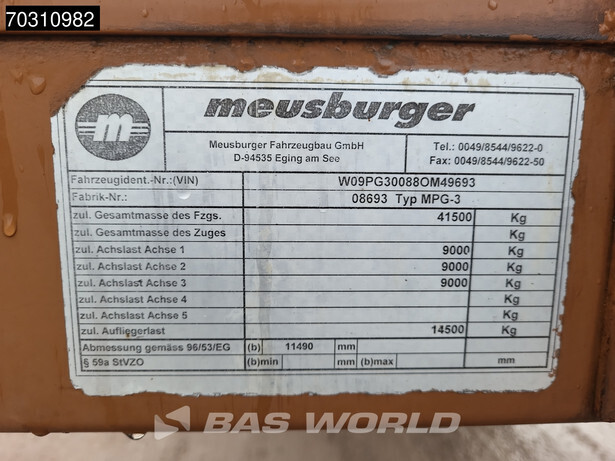 70310982
m
meusburger
Meusburger Fahrzeugbau GmbH
D-94535 Eging am See
Tel.: 0049/8544/9622-0
Fax: 0049/8544/9622-50
Fahrzeugident.-Nr.:(VIN) W09PG30088OM49693
Fabrik-Nr.: 08693 Typ MPG-3
zul. Gesamtmasse des Fzgs. 41500 Kg
zul. Gesamtmasse des Zuges Kg
zul. Achslast Achse 1 9000 Kg
zul. Achslast Achse 2 9000 Kg
zul. Achslast Achse 3 9000 Kg
zul. Achslast Achse 4 Kg
zul. Achslast Achse 5 Kg
zul. Aufliegerlast 14500 Kg
Abmessung gemäss 96/53/EG (b) 11490 mm
§ 59a StVZO (b)min mm (b)max mm
BAS WORLD